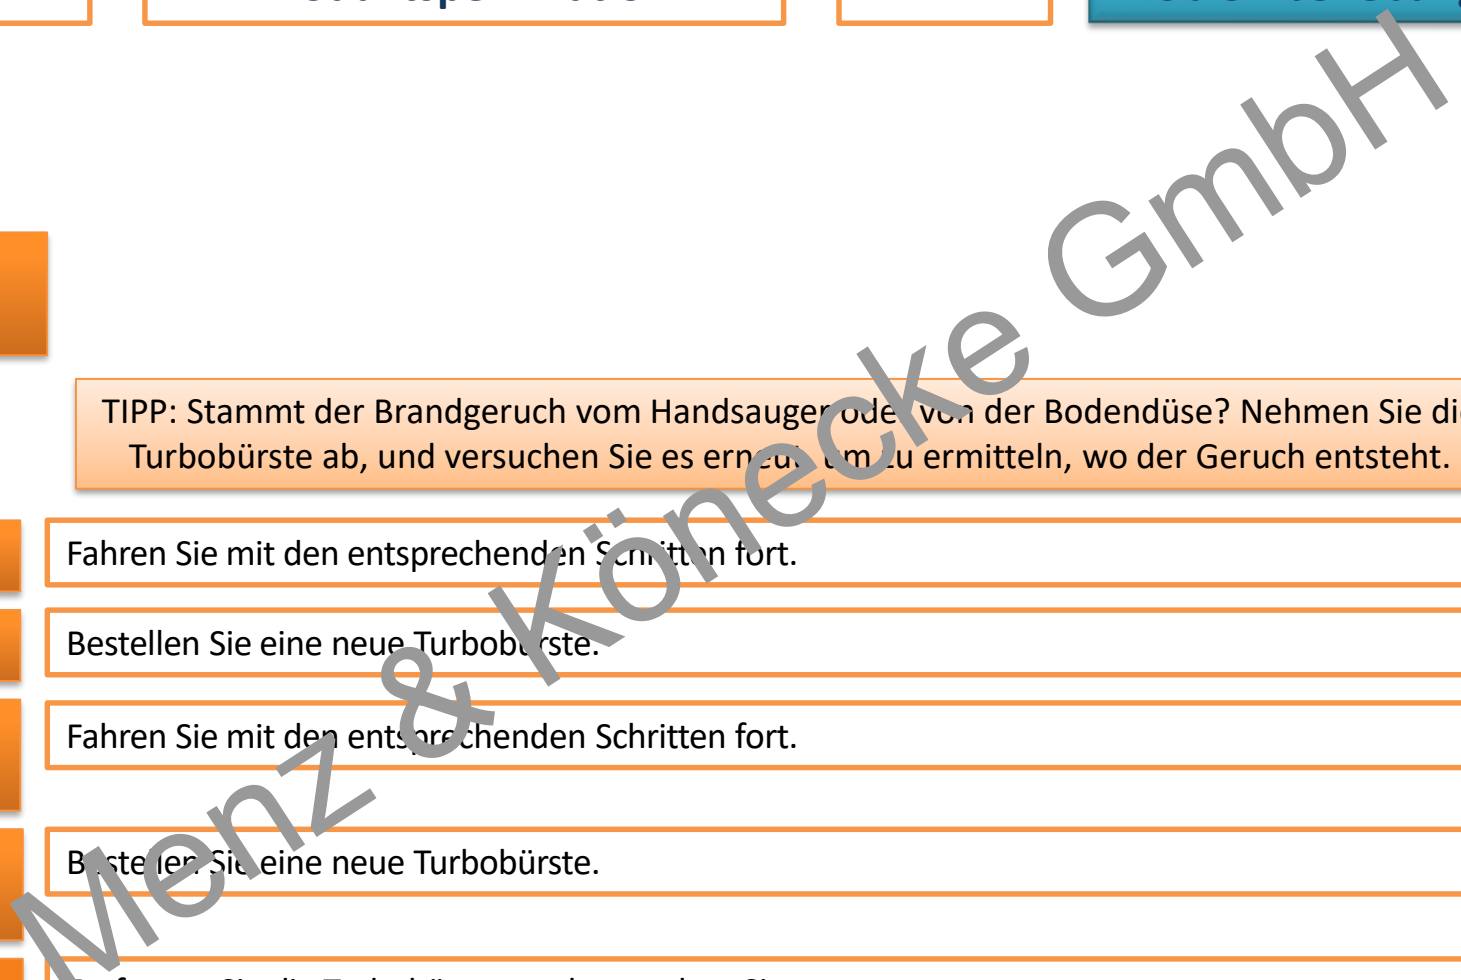 TIPP: Stammt der Brandgeruch vom Handsauger oder von der Bodendüse? Nehmen Sie die
Turbobürste ab, und versuchen Sie es erneut, um zu ermitteln, wo der Geruch entsteht.
Fahren Sie mit den entsprechenden Schritten fort.
Bestellen Sie eine neue Turbobürste.
Fahren Sie mit den entsprechenden Schritten fort.
Bestellen Sie eine neue Turbobürste.
Menz & Könecke GmbH